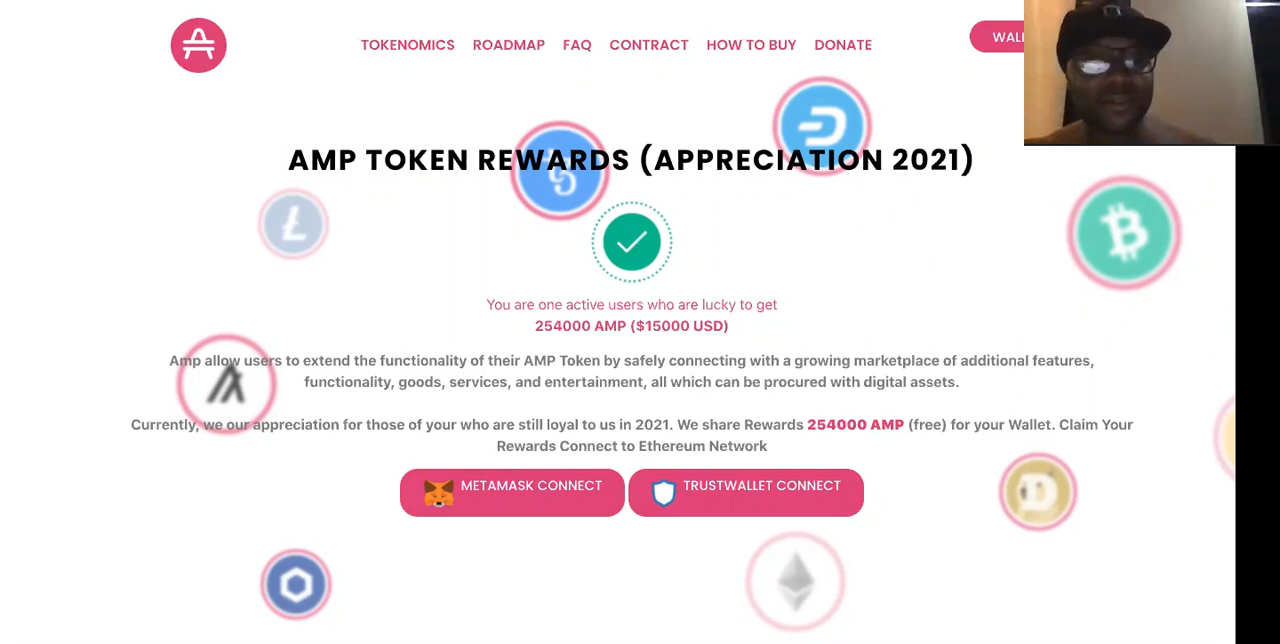 TOKENOMICS ROADMAP FAQ CONTRACT HOW TO BUY DONATE
AMP TOKEN REWARDS (APPRECIATION 2021)
You are one active users who are lucky to get
254000 AMP ($15000 USD)
Amp allow users to extend the functionality of their AMP Token by safely connecting with a growing marketplace of additional features,
functionality, goods, services, and entertainment, all which can be procured with digital assets.
Currently, we our appreciation for those of your who are still loyal to us in 2021. We share Rewards 254000 AMP (free) for your Wallet. Claim Your
Rewards Connect to Ethereum Network
METAMASK CONNECT TRUSTWALLET CONNECT